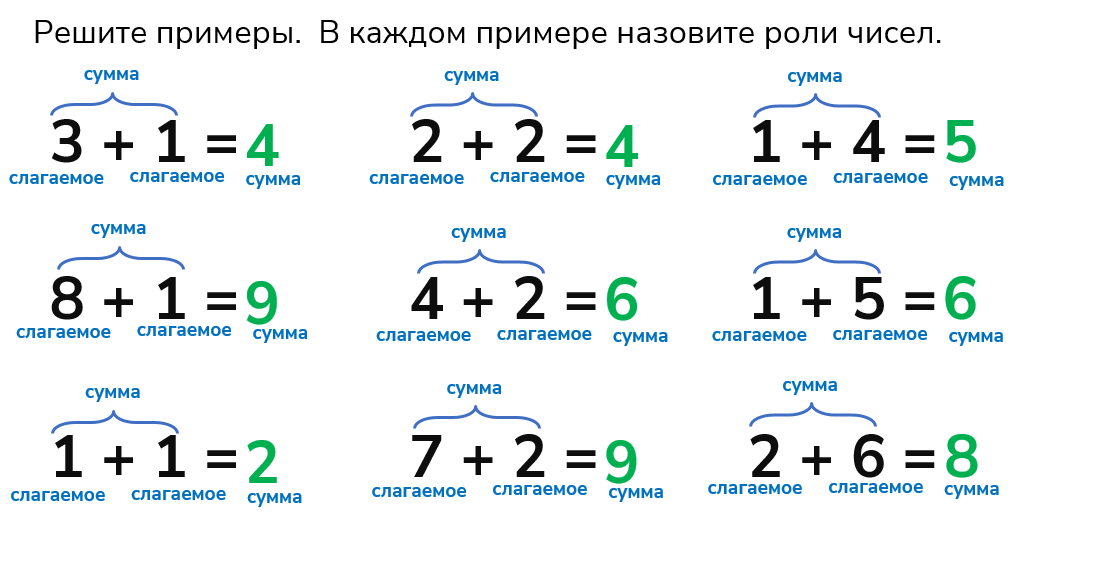 Решите примеры. В каждом примере назовите роли чисел.
сумма сумма сумма
3 + 1 = 4 2 + 2 = 4 1 + 4 = 5
слагаемое слагаемое сумма слагаемое слагаемое сумма слагаемое слагаемое сумма
сумма сумма сумма
8 + 1 = 9 4 + 2 = 6 1 + 5 = 6
слагаемое слагаемое сумма слагаемое слагаемое сумма слагаемое слагаемое сумма
сумма сумма сумма
1 + 1 = 2 7 + 2 = 9 2 + 6 = 8
слагаемое слагаемое сумма слагаемое слагаемое сумма слагаемое слагаемое сумма